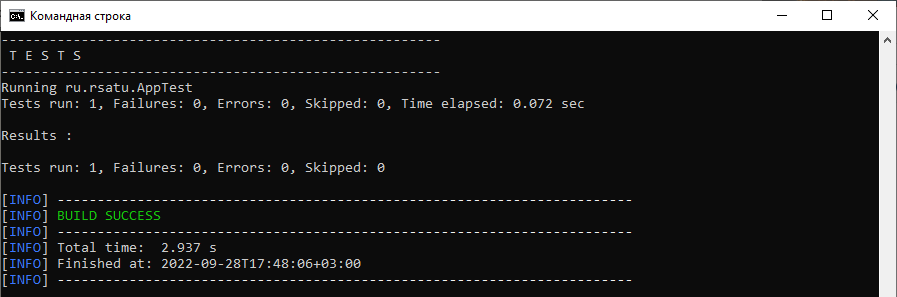 Командная строка
-------------------------------------------------------
 T E S T S
-------------------------------------------------------
Running ru.rsatu.AppTest
Tests run: 1, Failures: 0, Errors: 0, Skipped: 0, Time elapsed: 0.072 sec
Results :
Tests run: 1, Failures: 0, Errors: 0, Skipped: 0
[INFO] ------------------------------------------------------------------------
[INFO] BUILD SUCCESS
[INFO] ------------------------------------------------------------------------
[INFO] Total time:  2.937 s
[INFO] Finished at: 2022-09-28T17:48:06+03:00
[INFO] ------------------------------------------------------------------------